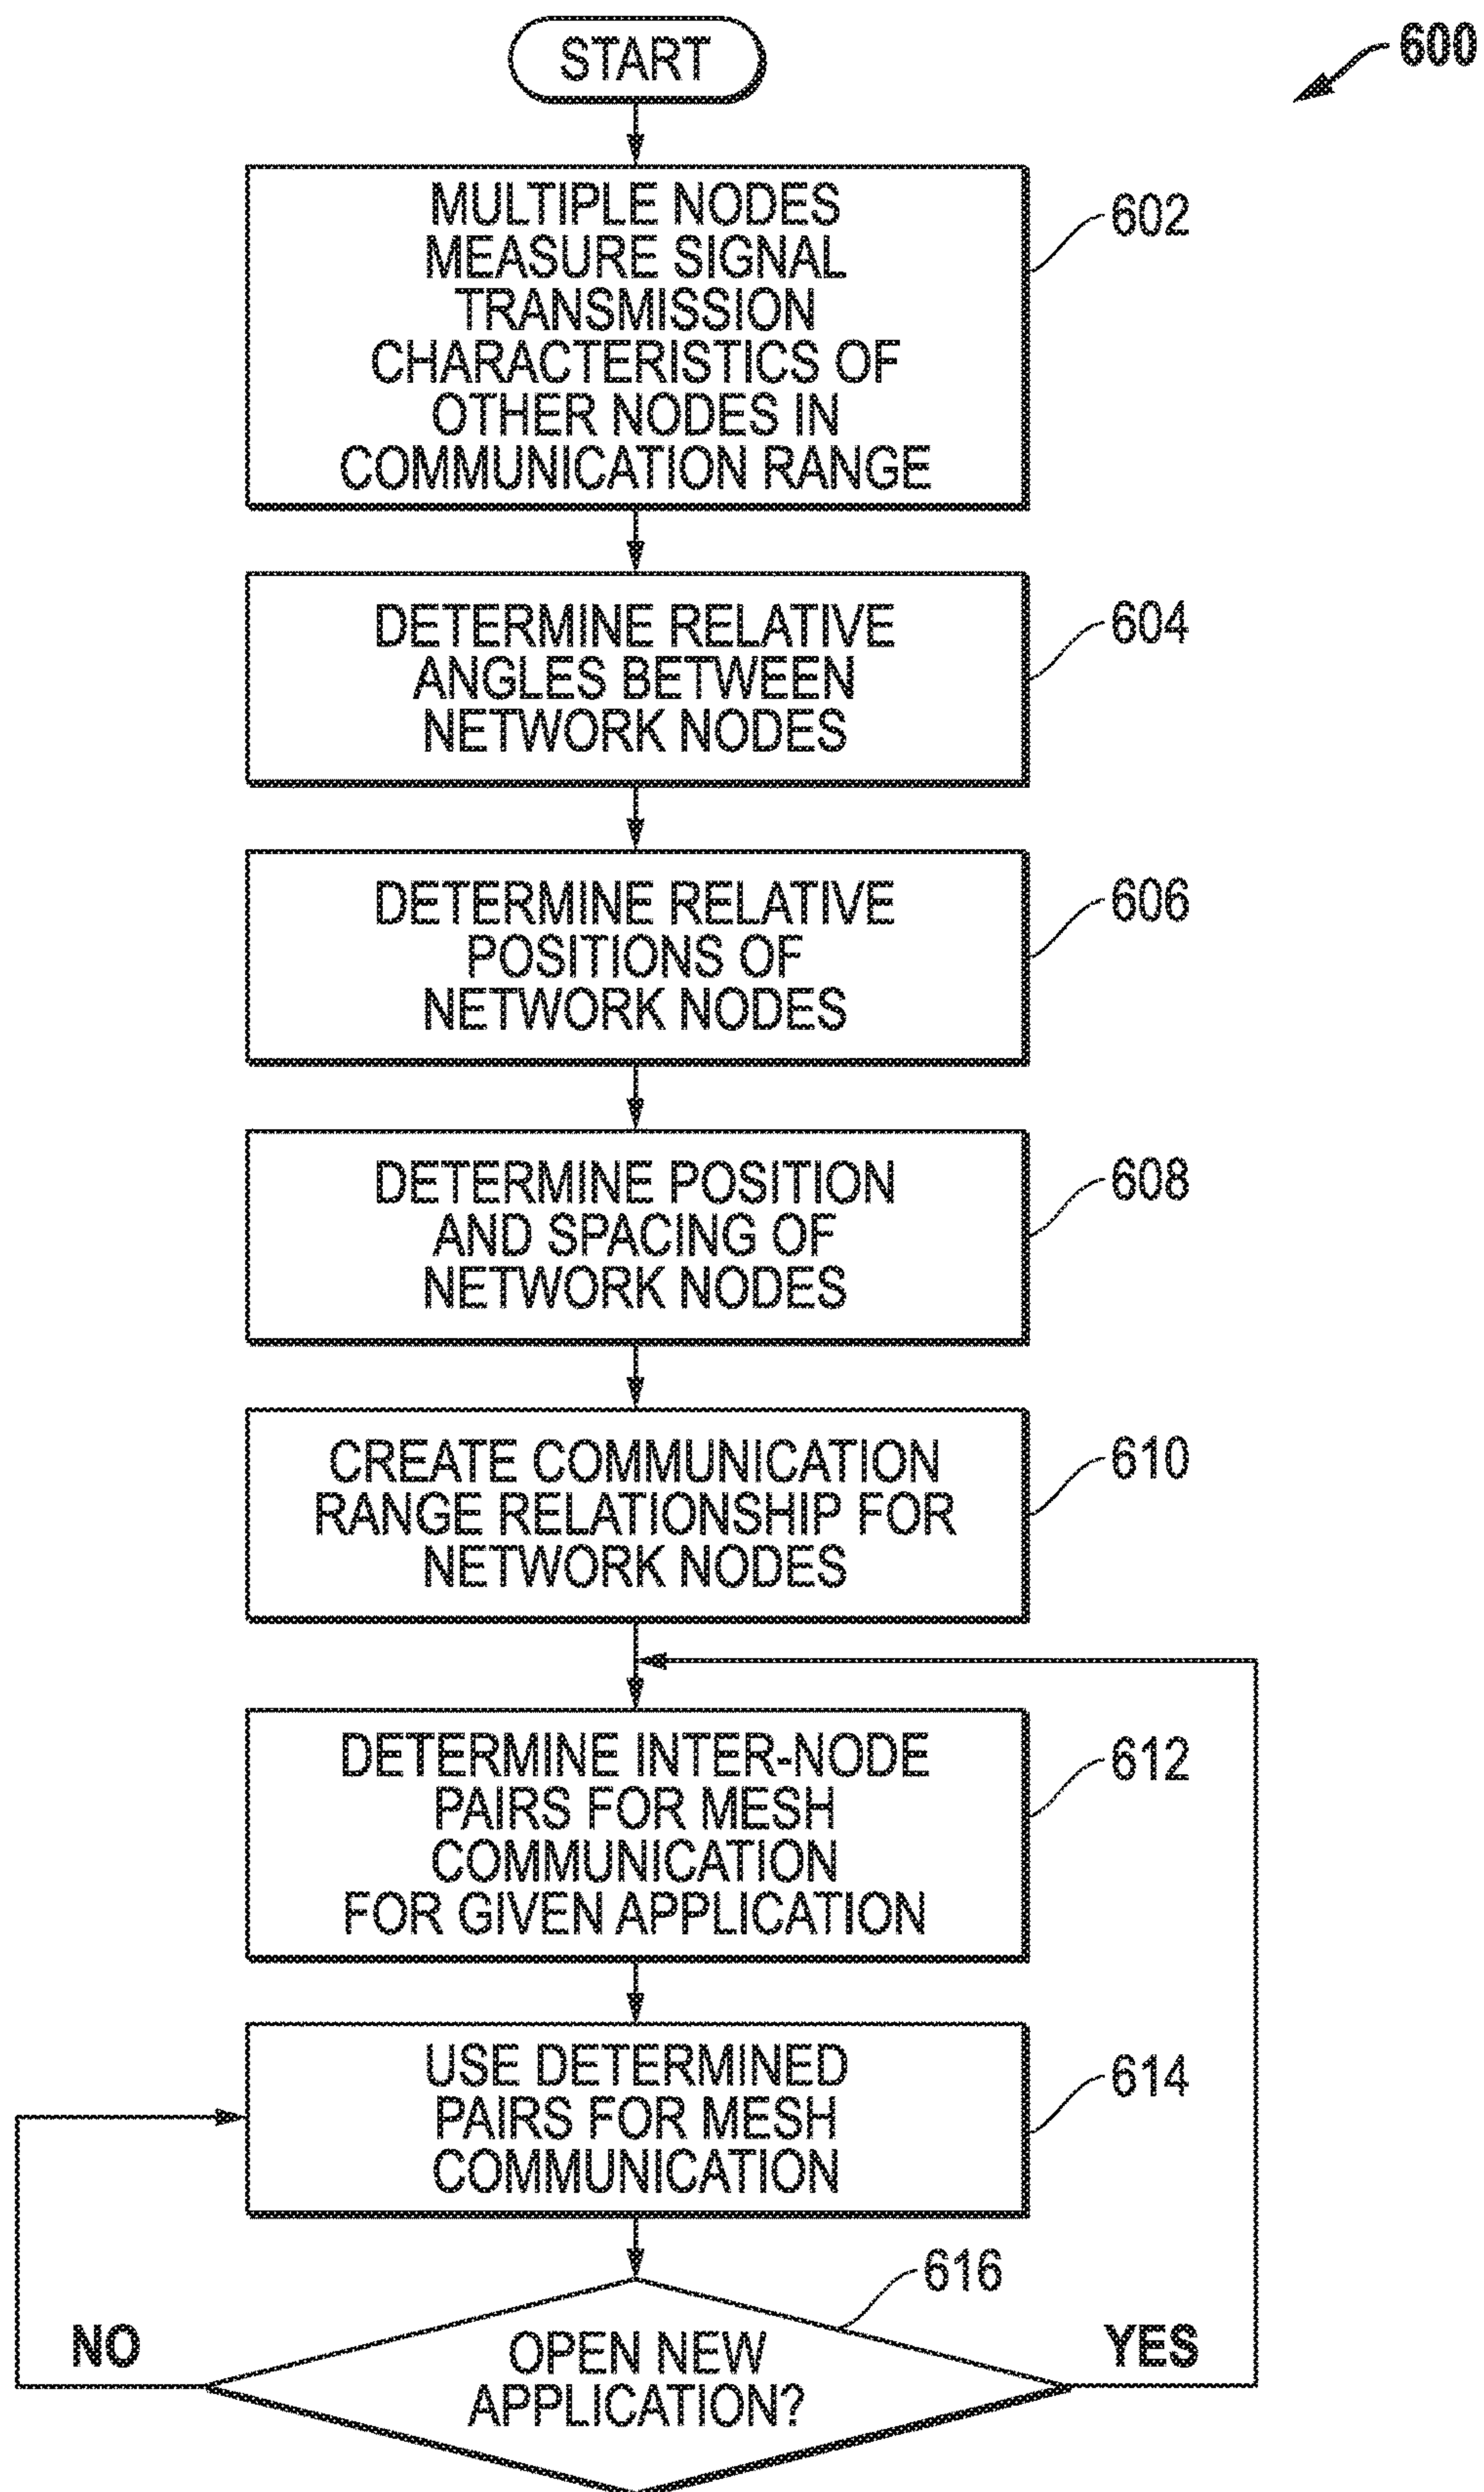 START
600
MULTIPLE NODES
MEASURE SIGNAL
TRANSMISSION
CHARACTERISTICS OF
OTHER NODES IN
COMMUNICATION RANGE
602
DETERMINE RELATIVE
ANGLES BETWEEN
NETWORK NODES
604
DETERMINE RELATIVE
POSITIONS OF
NETWORK NODES
606
DETERMINE POSITION
AND SPACING OF
NETWORK NODES
608
CREATE COMMUNICATION
RANGE RELATIONSHIP FOR
NETWORK NODES
610
DETERMINE INTER-NODE
PAIRS FOR MESH
COMMUNICATION
FOR GIVEN APPLICATION
612
USE DETERMINED
PAIRS FOR MESH
COMMUNICATION
614
616
NO
OPEN NEW
APPLICATION?
YES